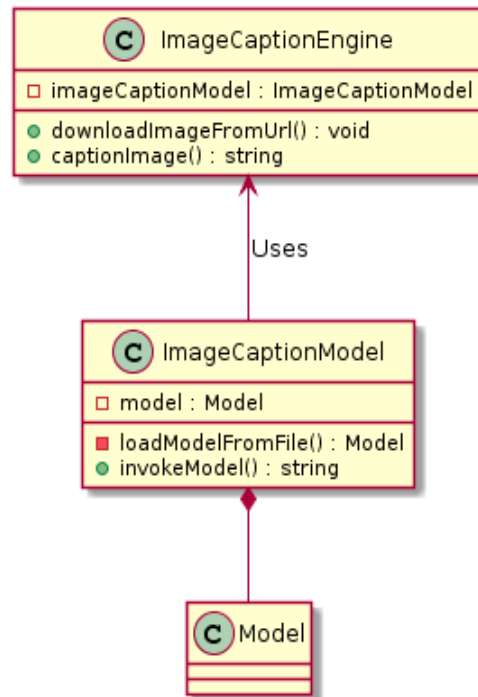 C ImageCaptionEngine
imageCaptionModel : ImageCaptionModel
downloadImageFromUrl() : void
captionImage() : string
Uses
C ImageCaptionModel
model : Model
loadModelFromFile() : Model
invokeModel() : string
C Model